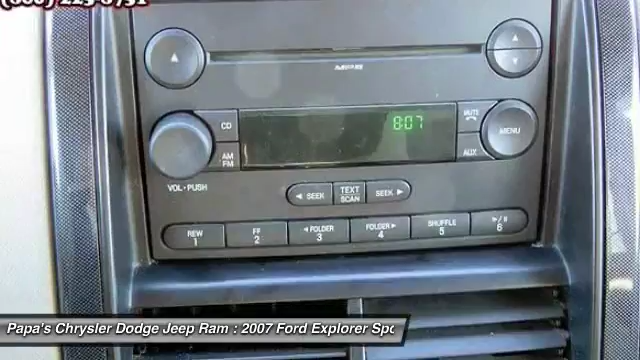 MP3
8:07
CD
AM
FM
MUTE
AUX
MENU
VOL • PUSH
◄ SEEK
TEXT
SCAN
SEEK ►
REW
1
FF
2
◄ FOLDER
3
FOLDER ►
4
SHUFFLE
5
►/II
6
Papa's Chrysler Dodge Jeep Ram : 2007 Ford Explorer Spo